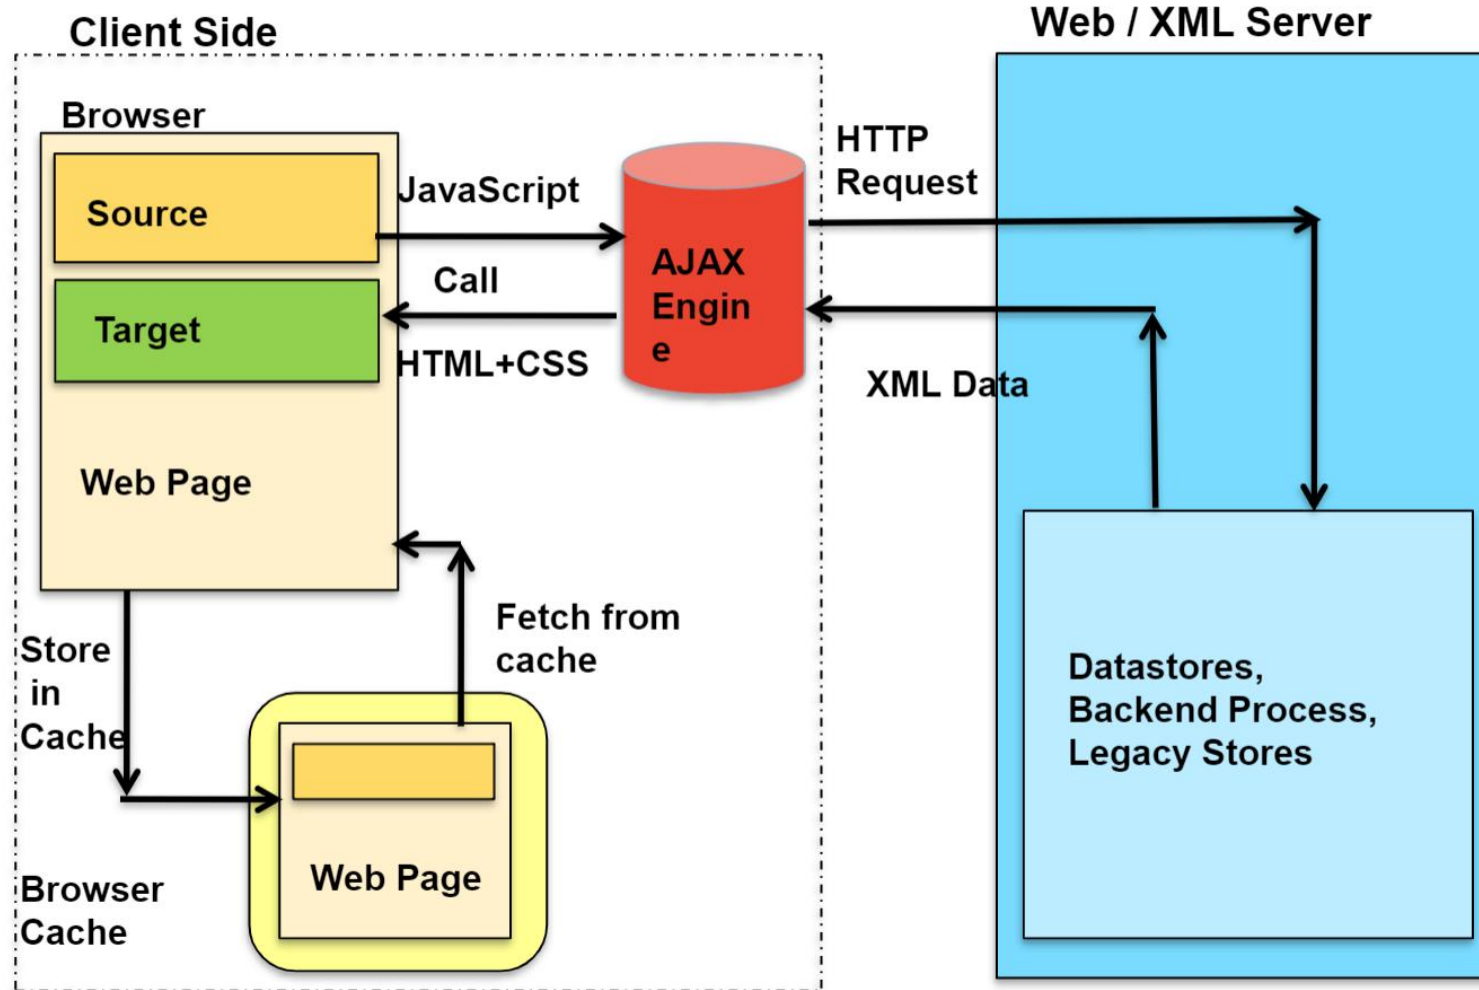 Client Side
Web / XML Server
Browser
Source
JavaScript
HTTP
Request
Call
AJAX
Engin
e
Target
HTML+CSS
XML Data
Web Page
Fetch from
cache
Store
in
Cache
Datastores,
Backend Process,
Legacy Stores
Web Page
Browser
Cache